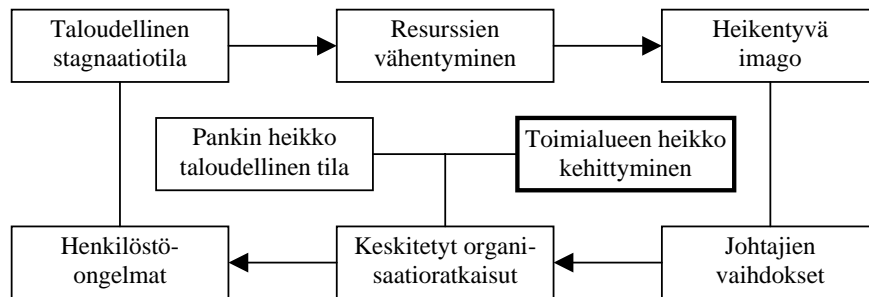 Taloudellinen
stagnaatiotila
Resurssien
vähentyminen
Heikentyvä
imago
Pankin heikko
taloudellinen tila
Toimialueen heikko
kehittyminen
Henkilöstö-
ongelmat
Keskitetyt organi-
saatioratkaisut
Johtajien
vaihdokset